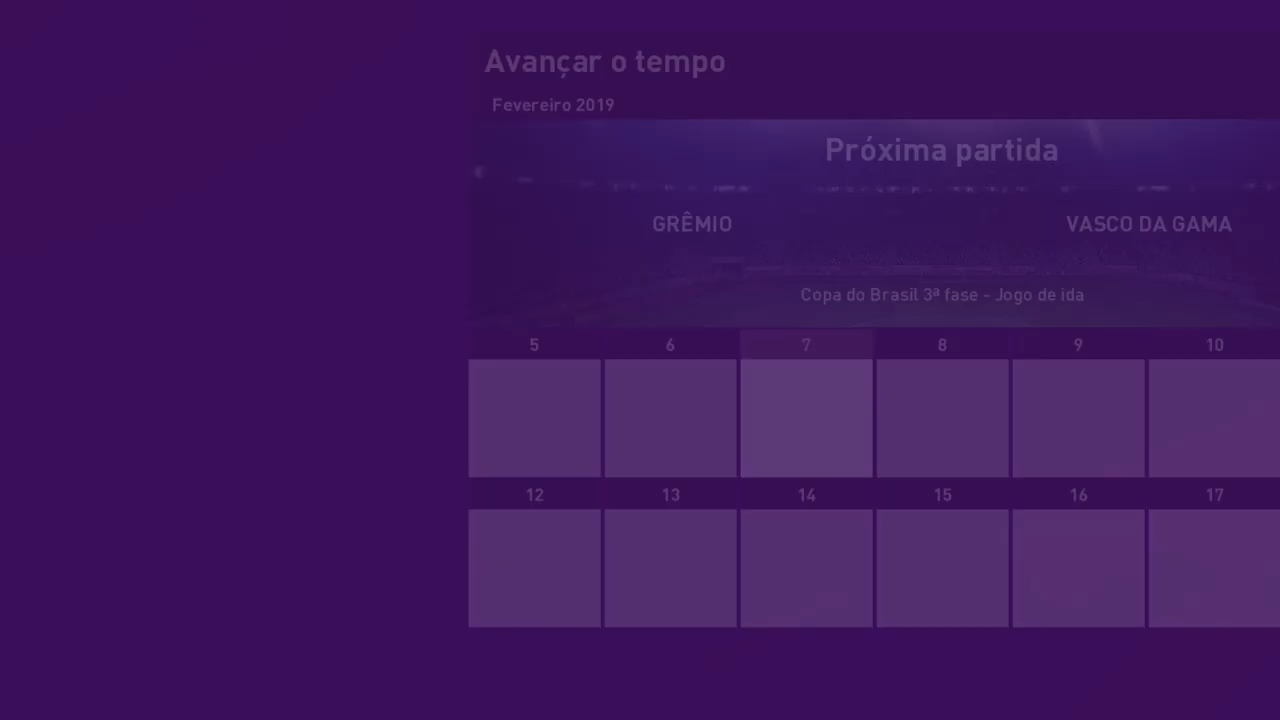 Avançar o tempo
Fevereiro 2019
Próxima partida
GRÊMIO VASCO DA GAMA
Copa do Brasil 3ª fase - Jogo de ida
5 6 7 8 9 10
12 13 14 15 16 17